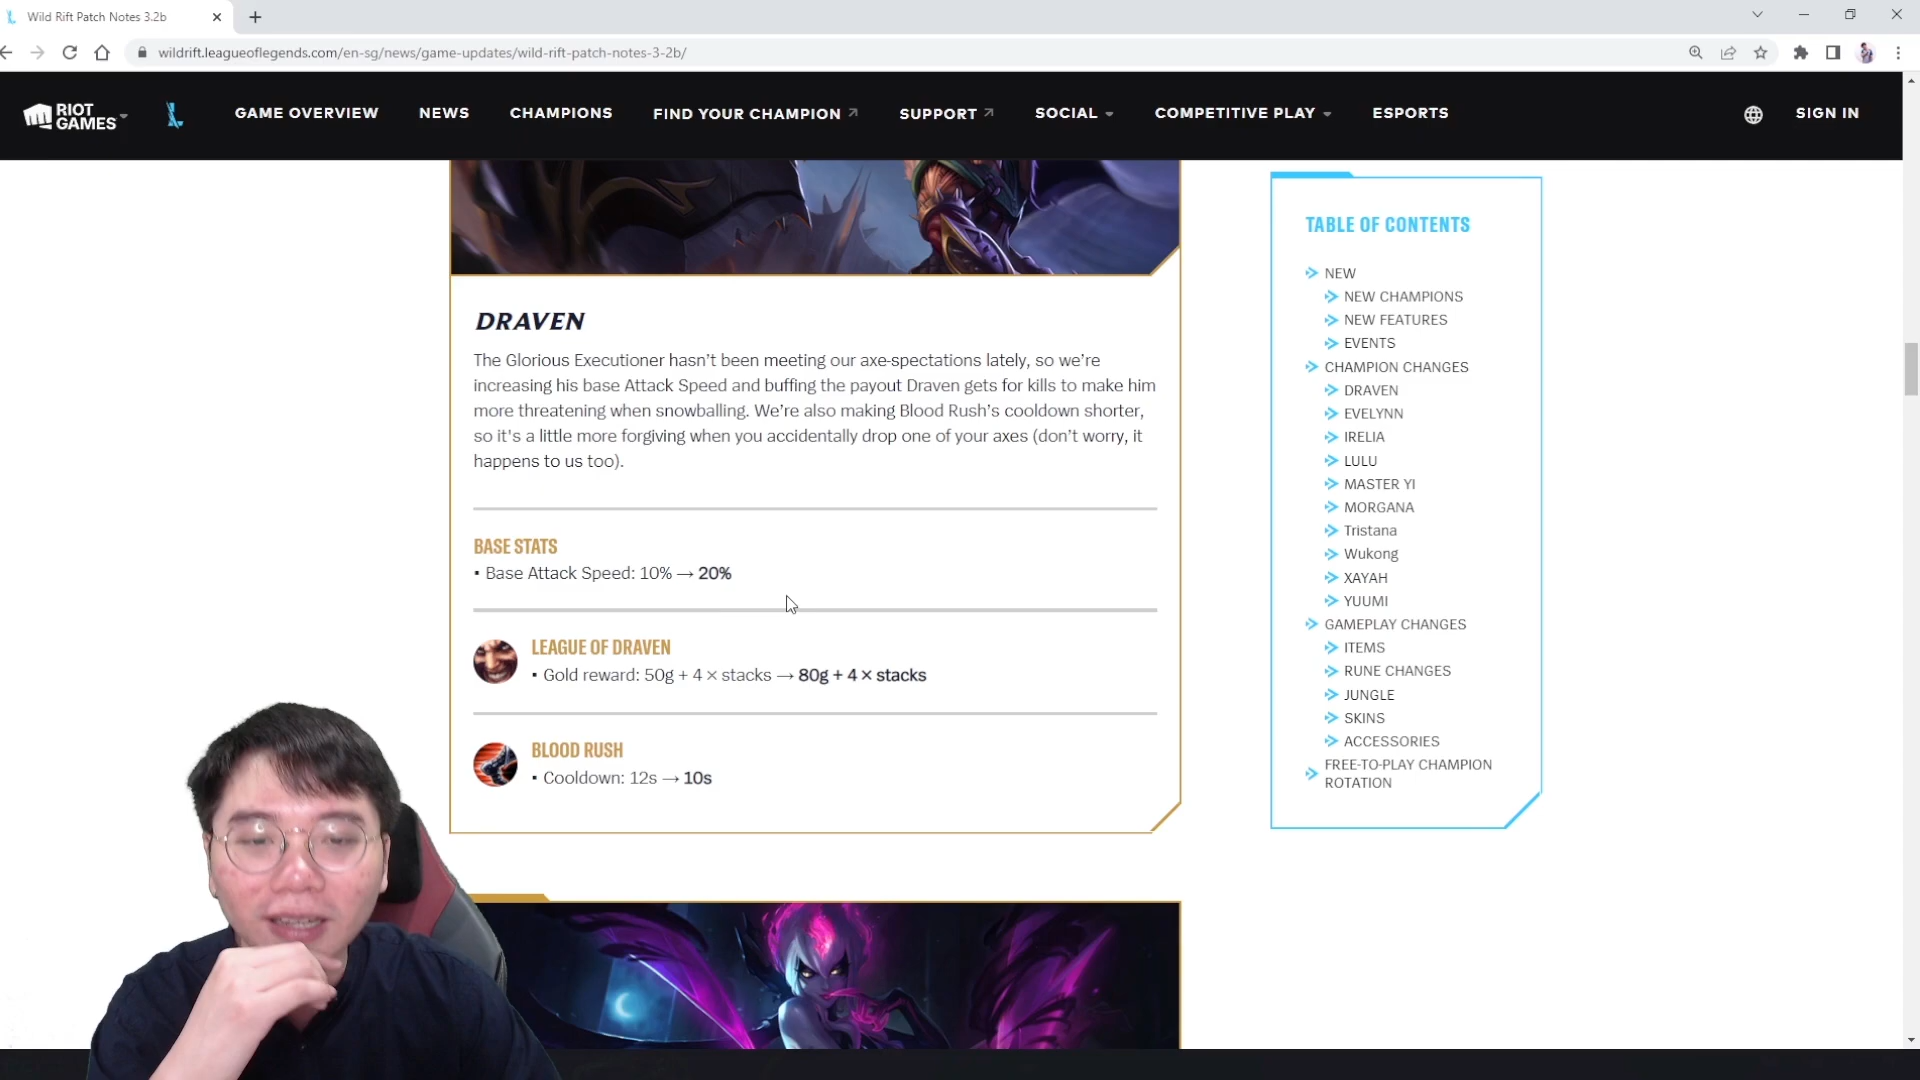 Wild Rift Patch Notes 3.2b
wildrift.leagueoflegends.com/en-sg/news/game-updates/wild-rift-patch-notes-3-2b/
RIOT GAMES
GAME OVERVIEW
NEWS
CHAMPIONS
FIND YOUR CHAMPION
SUPPORT
SOCIAL
COMPETITIVE PLAY
ESPORTS
SIGN IN
DRAVEN
The Glorious Executioner hasn't been meeting our axe-spectations lately, so we're
increasing his base Attack Speed and buffing the payout Draven gets for kills to make him
more threatening when snowballing. We're also making Blood Rush's cooldown shorter,
so it's a little more forgiving when you accidentally drop one of your axes (don't worry, it
happens to us too).
BASE STATS
• Base Attack Speed: 10% → 20%
LEAGUE OF DRAVEN
• Gold reward: 50g + 4 × stacks → 80g + 4 × stacks
BLOOD RUSH
• Cooldown: 12s → 10s
TABLE OF CONTENTS
NEW
NEW CHAMPIONS
NEW FEATURES
EVENTS
CHAMPION CHANGES
DRAVEN
EVELYNN
IRELIA
LULU
MASTER YI
MORGANA
Tristana
Wukong
XAYAH
YUUMI
GAMEPLAY CHANGES
ITEMS
RUNE CHANGES
JUNGLE
SKINS
ACCESSORIES
FREE-TO-PLAY CHAMPION
ROTATION